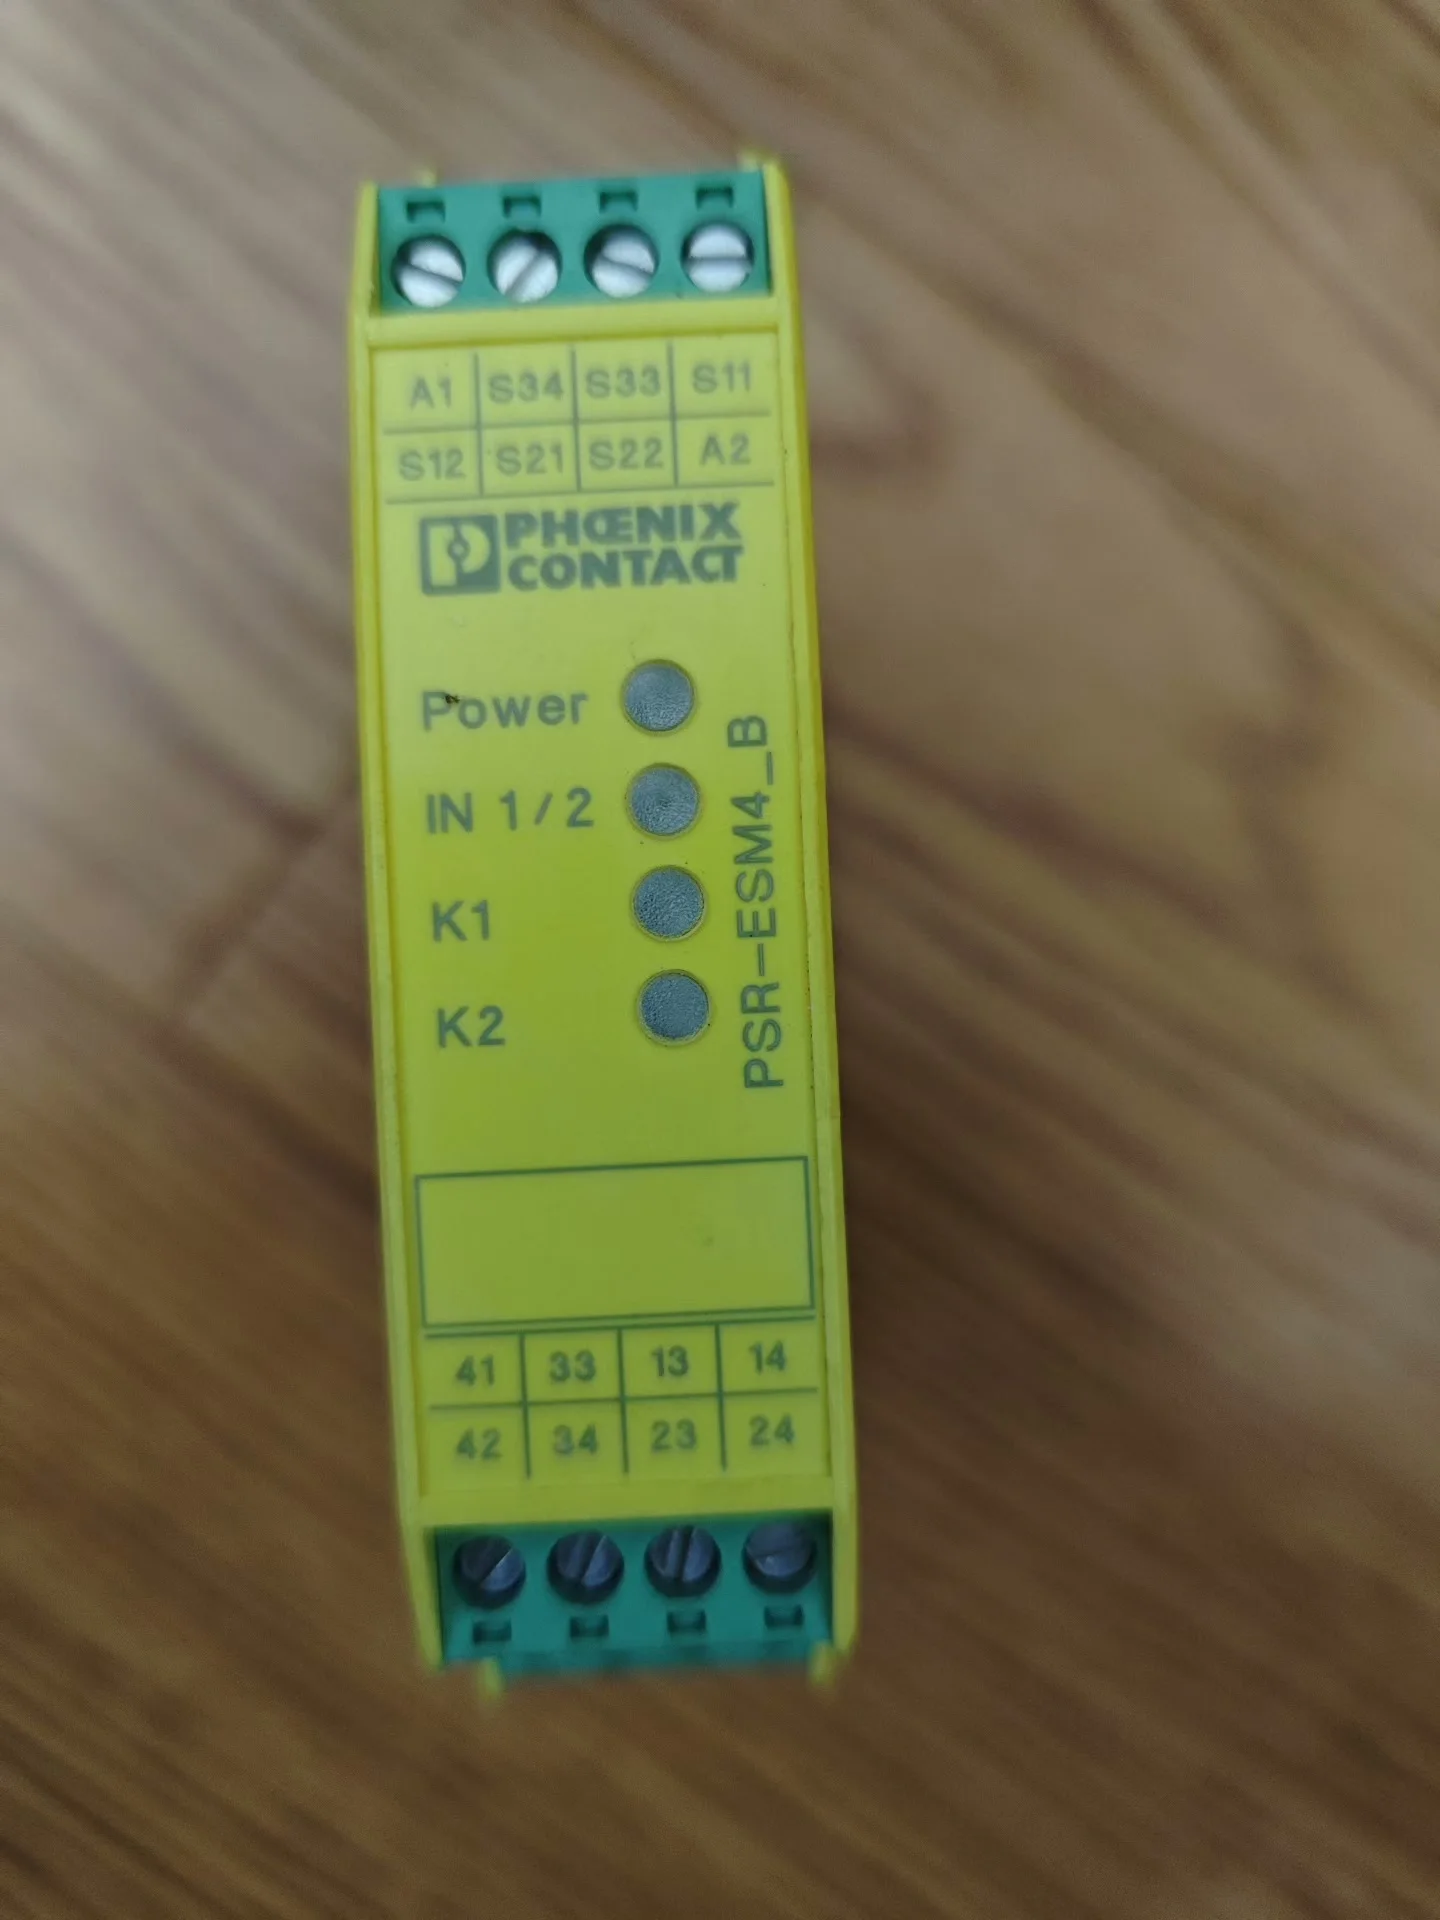 A1 S34 S33 S11
S12 S21 S22 A2
PHŒNIX
CONTACT
Power
IN 1/2
K1
K2
PSR-ESM4_B
41 33 13 14
42 34 23 24